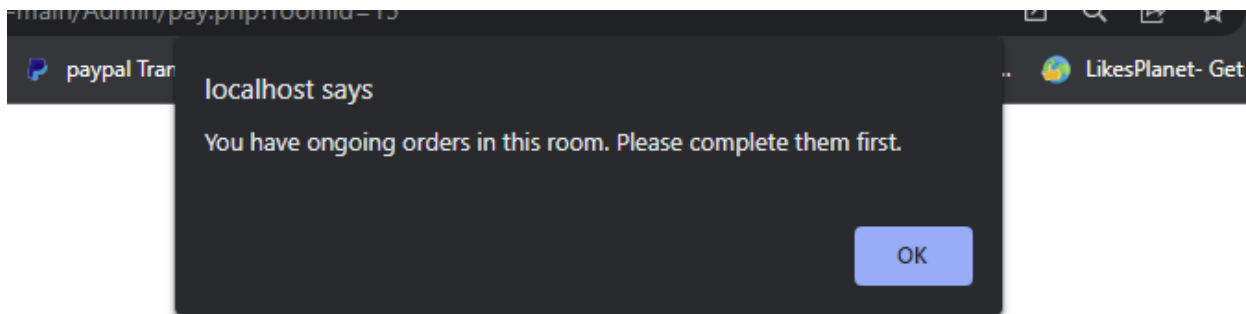 -main/Admin/pay.php?roomid=15
paypal Tran
.. LikesPlanet- Get
localhost says
You have ongoing orders in this room. Please complete them first.
OK